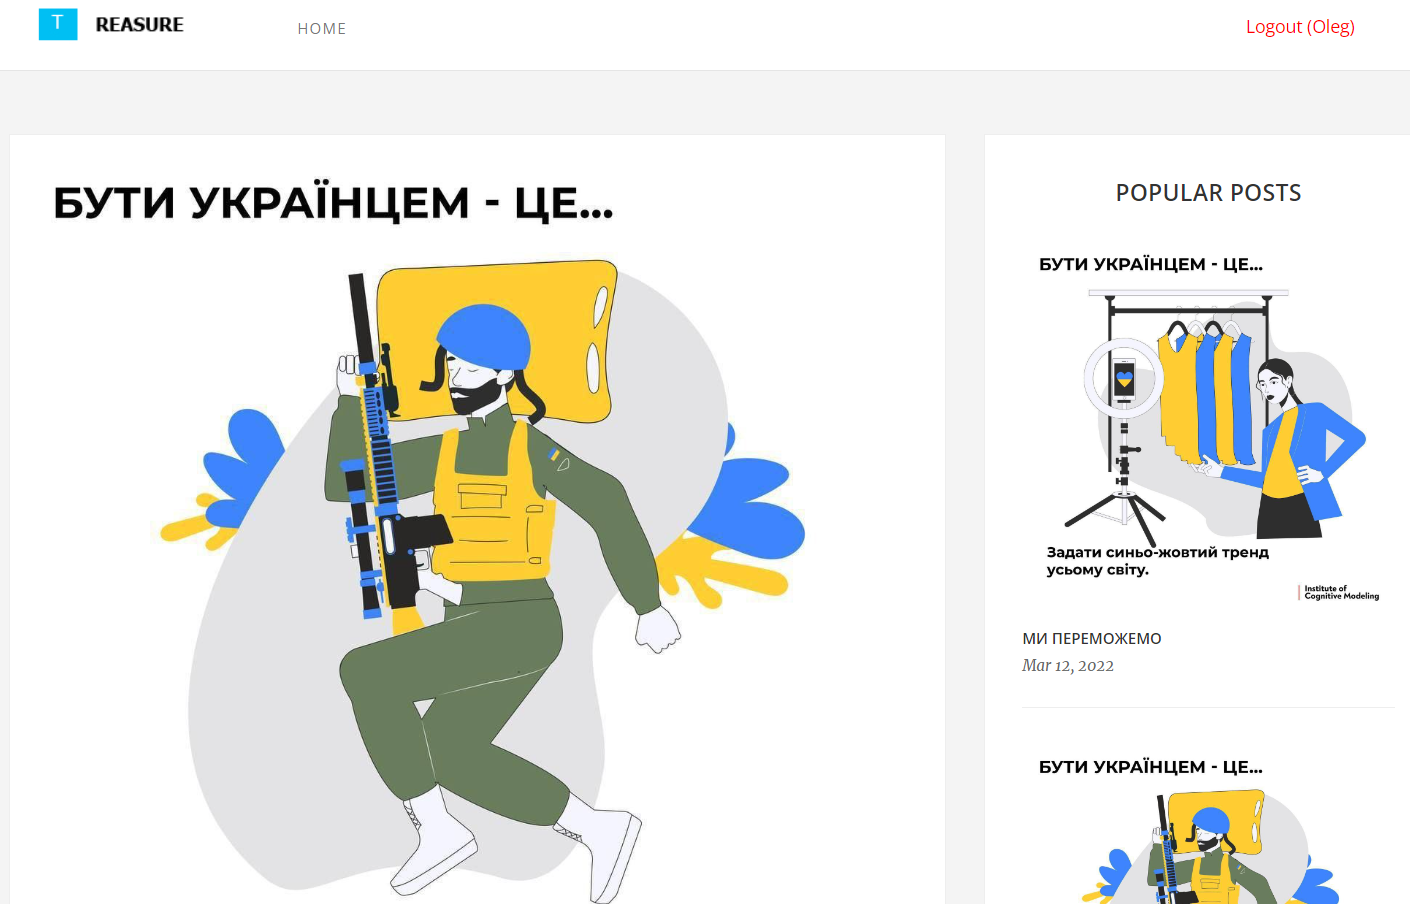 T REASURE
HOME
Logout (Oleg)
БУТИ УКРАЇНЦЕМ - ЦЕ...
POPULAR POSTS
БУТИ УКРАЇНЦЕМ - ЦЕ...
Задати синьо-жовтий тренд
усьому світу.
Institute of
Cognitive Modeling
МИ ПЕРЕМОЖЕМО
Mar 12, 2022
БУТИ УКРАЇНЦЕМ - ЦЕ...